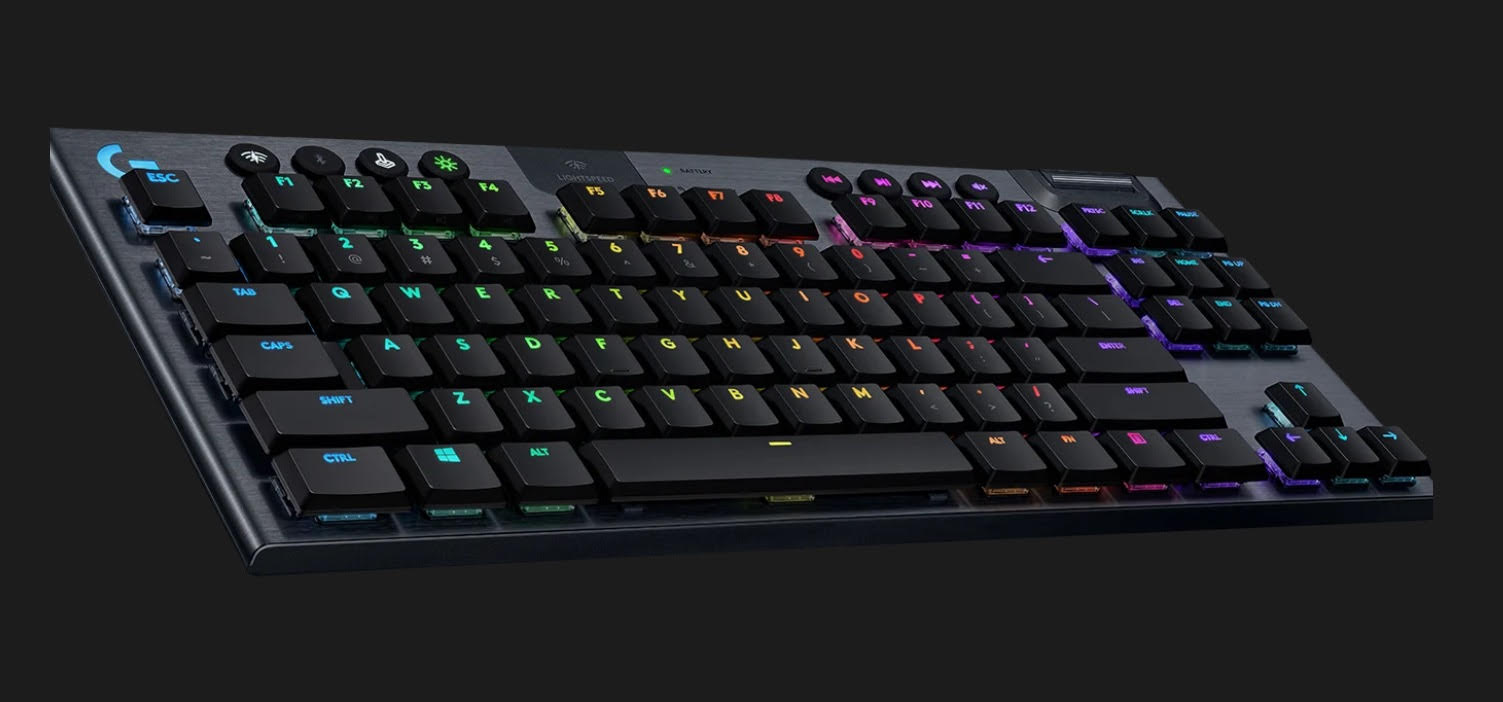 LIGHTSPEED
BATTERY
ESC F1 F2 F3 F4 F5 F6 F7 F8 F9 F10 F11 F12 PRTSC SCRLK PAUSE
` 1 2 3 4 5 6 7 8 9 0 - = ← INS HOME PG UP
~ ! @ # $ % ^ & * ( ) _ +
TAB Q W E R T Y U I O P [ ] \ DEL END PG DN
{ } |
CAPS A S D F G H J K L ; ' ENTER
: "
SHIFT Z X C V B N M , . / SHIFT ↑
< > ?
CTRL ALT ALT FN CTRL ← ↓ →